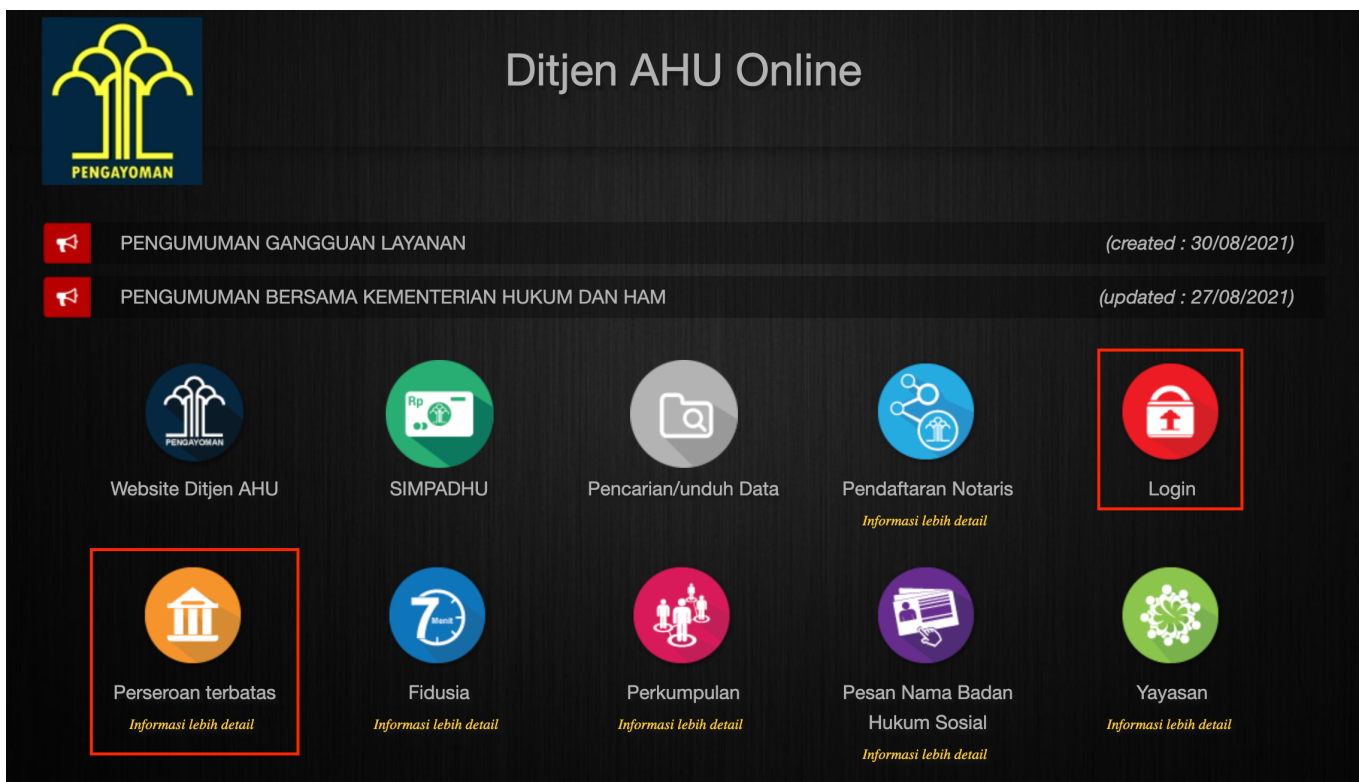 Ditjen AHU Online
PENGAYOMAN
PENGUMUMAN GANGGUAN LAYANAN (created : 30/08/2021)
PENGUMUMAN BERSAMA KEMENTERIAN HUKUM DAN HAM (updated : 27/08/2021)
PENGAYOMAN
Rp
Website Ditjen AHU
SIMPADHU
Pencarian/unduh Data
Pendaftaran Notaris
Login
Informasi lebih detail
7 Menit
Perseroan terbatas
Fidusia
Perkumpulan
Pesan Nama Badan
Hukum Sosial
Yayasan
Informasi lebih detail
Informasi lebih detail
Informasi lebih detail
Informasi lebih detail
Informasi lebih detail